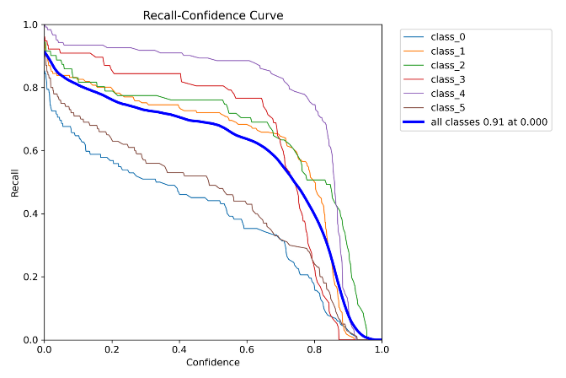 Recall-Confidence Curve
1.0
0.8
0.6
0.4
0.2
0.0
Recall
0.0 0.2 0.4 0.6 0.8 1.0
Confidence
class_0
class_1
class_2
class_3
class_4
class_5
all classes 0.91 at 0.000